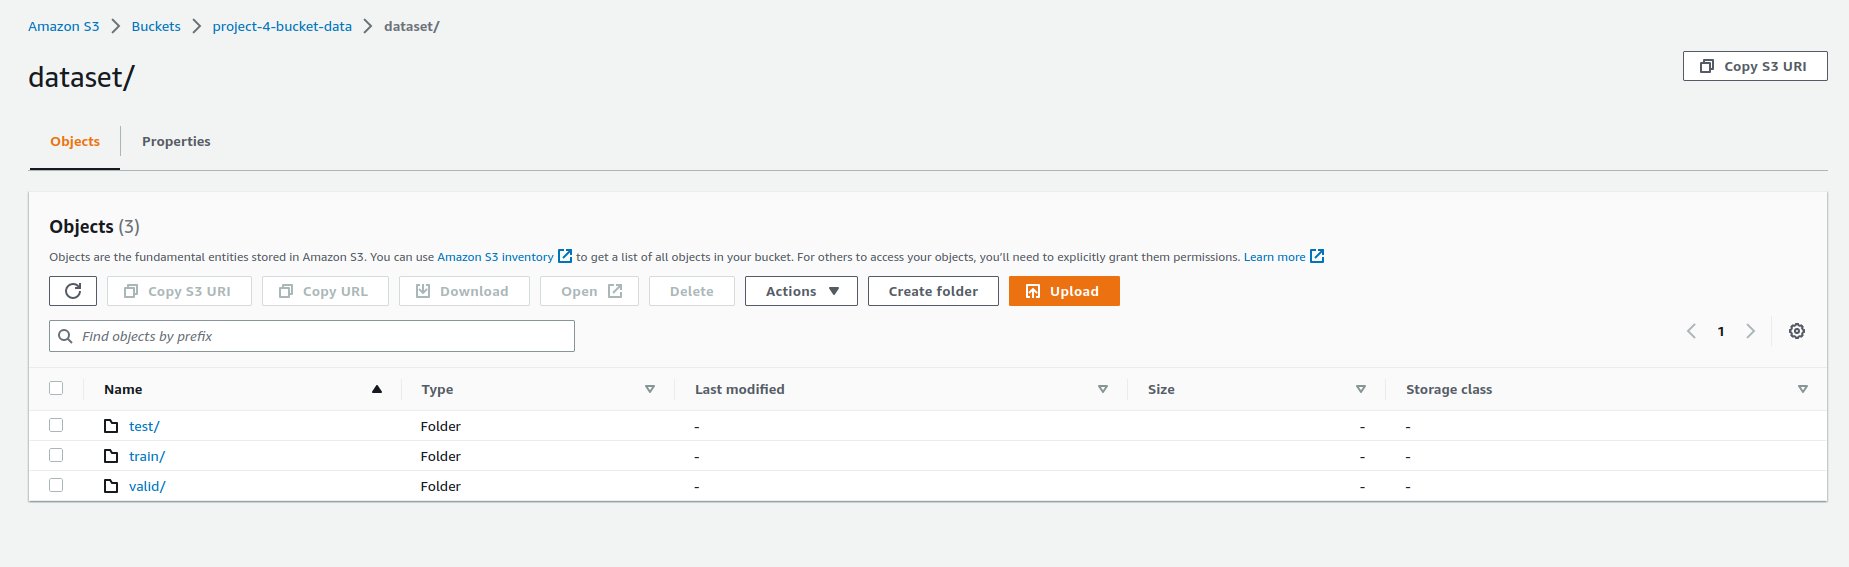 Amazon S3 Buckets project-4-bucket-data dataset/
dataset/
Copy S3 URI
Objects Properties
Objects (3)
Objects are the fundamental entities stored in Amazon S3. You can use Amazon S3 inventory to get a list of all objects in your bucket. For others to access your objects, you'll need to explicitly grant them permissions. Learn more
Copy S3 URI Copy URL Download Open Delete Actions Create folder Upload
Find objects by prefix
1
Name Type Last modified Size Storage class
test/ Folder - - -
train/ Folder - - -
valid/ Folder - - -